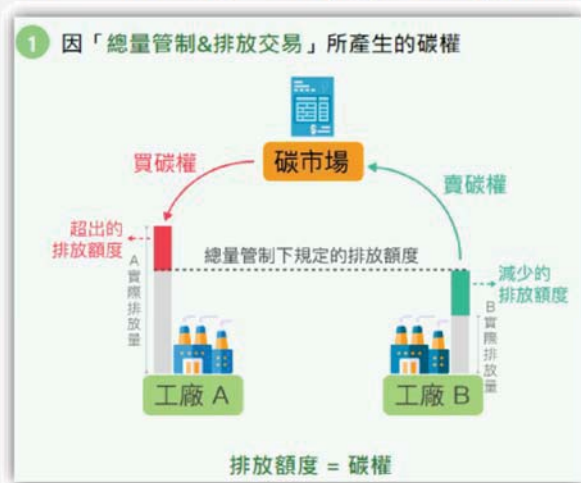 1 因「總量管制&排放交易」所產生的碳權
買碳權
碳市場
賣碳權
超出的
排放額度
A實際排放量
總量管制下規定的排放額度
減少的
排放額度
B實際排放量
工廠 A
工廠 B
排放額度 = 碳權